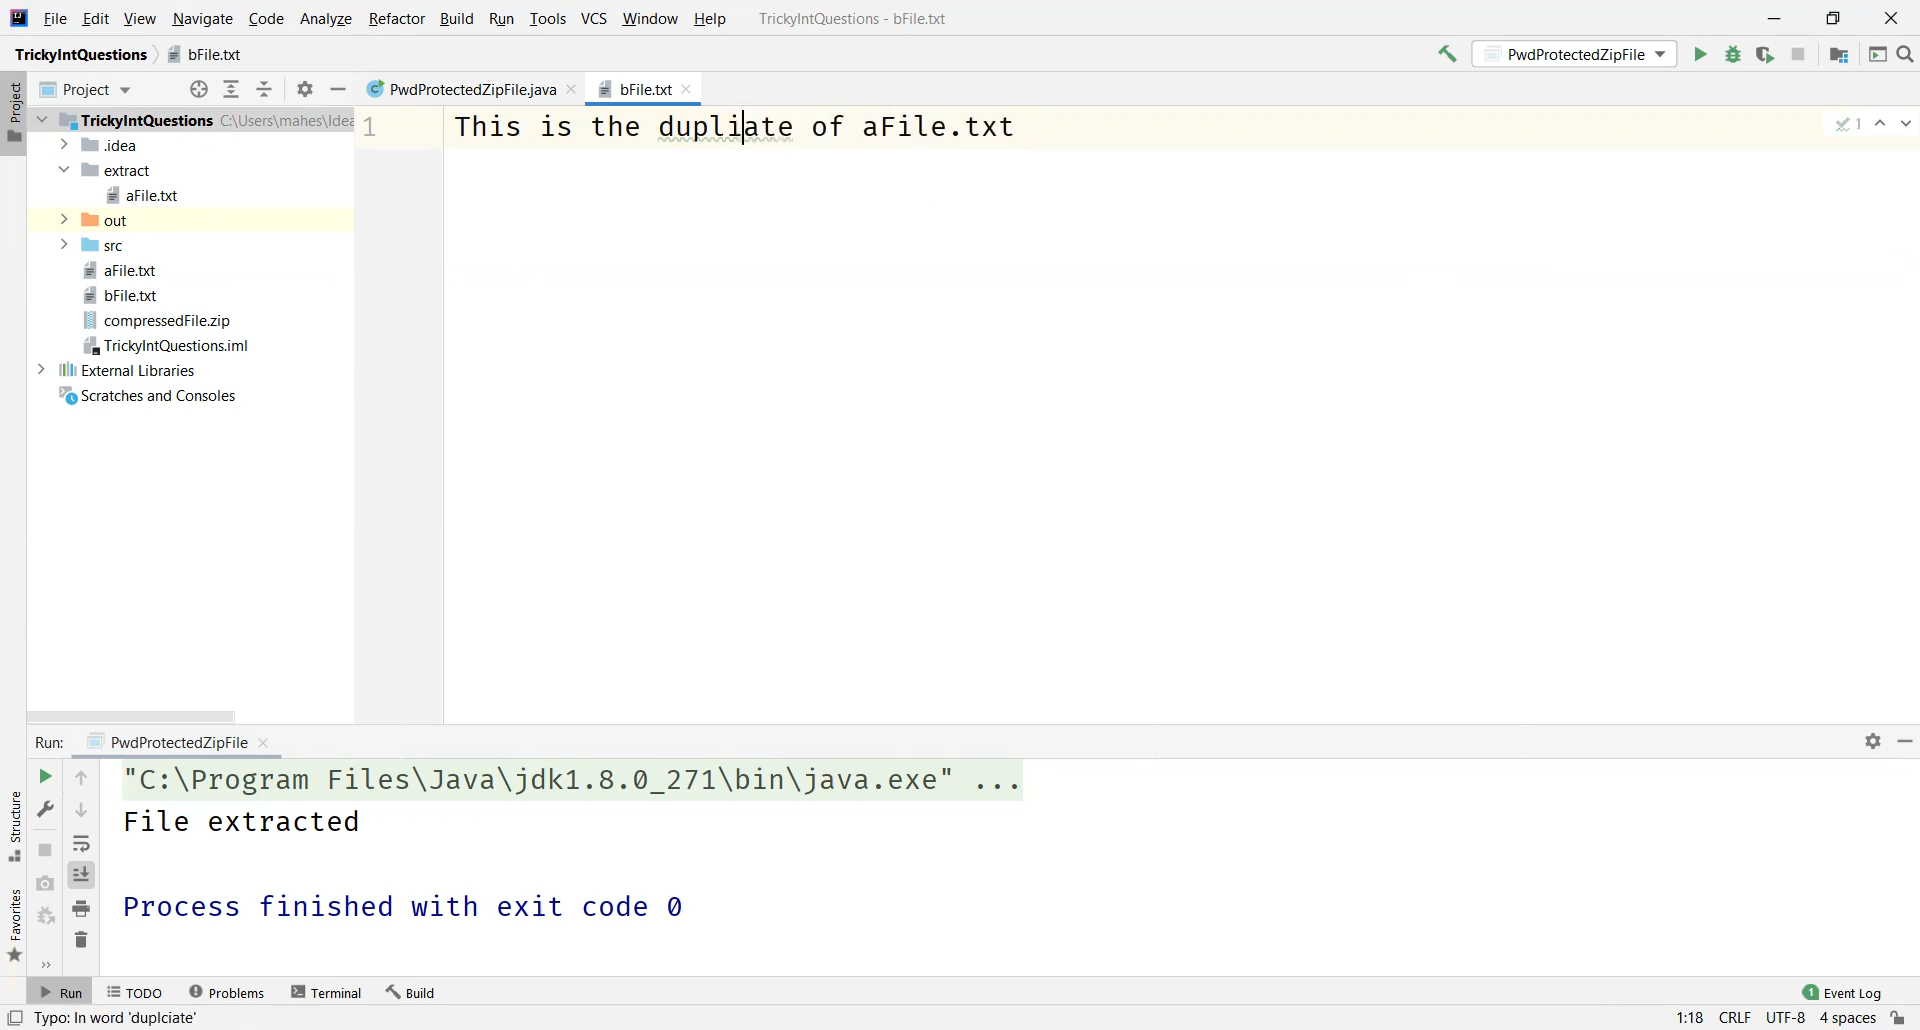 File Edit View Navigate Code Analyze Refactor Build Run Tools VCS Window Help TrickyIntQuestions - bFile.txt
TrickyIntQuestions bFile.txt PwdProtectedZipFile
Project PwdProtectedZipFile.java bFile.txt
Project
TrickyIntQuestions C:\Users\mahes\Idea
1 This is the dupliate of aFile.txt 1
.idea
extract
aFile.txt
out
src
aFile.txt
bFile.txt
compressedFile.zip
TrickyIntQuestions.iml
External Libraries
Scratches and Consoles
Run: PwdProtectedZipFile
"C:\Program Files\Java\jdk1.8.0_271\bin\java.exe" ...
File extracted
Process finished with exit code 0
Structure
Favorites
Run TODO Problems Terminal Build 1 Event Log
Typo: In word 'duplciate' 1:18 CRLF UTF-8 4 spaces